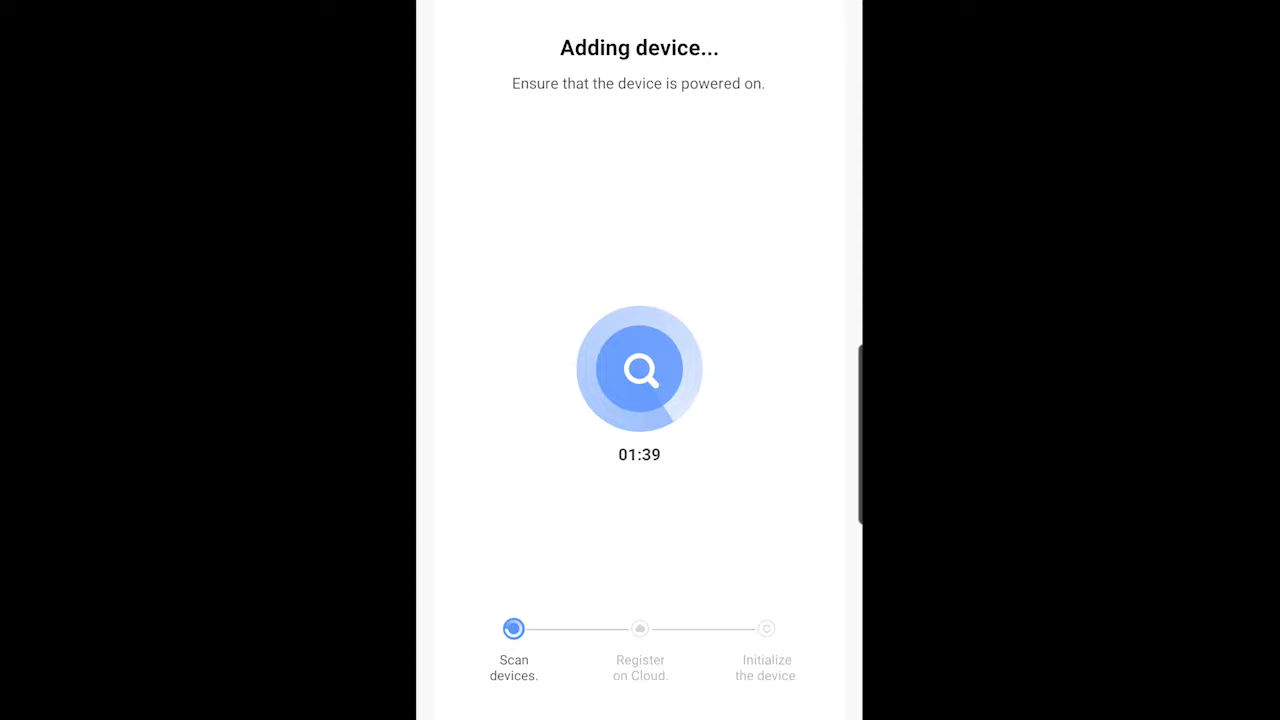 Adding device...
Ensure that the device is powered on.
01:39
Scan
devices.
Register
on Cloud.
Initialize
the device